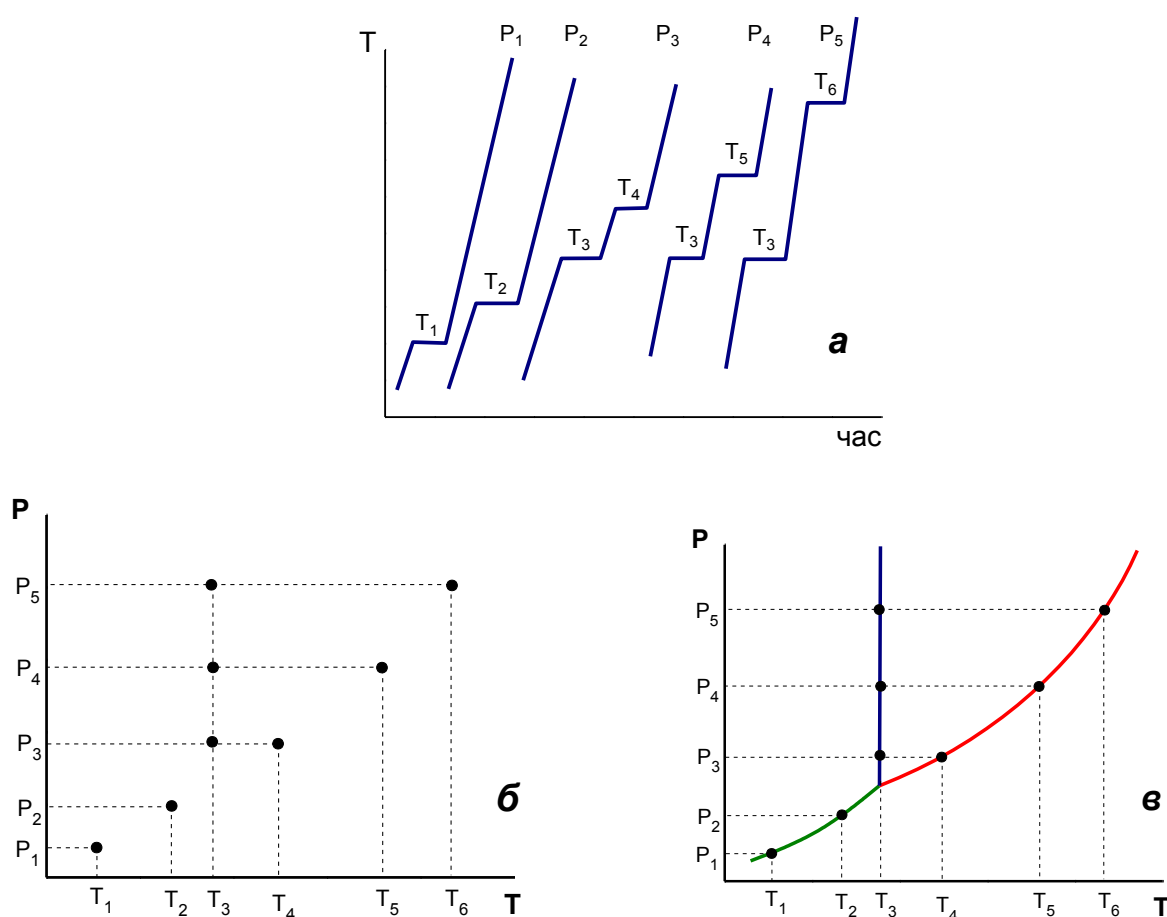 T P₁ P₂ P₃ P₄ P₅
T₆
T₅
T₄
T₃ T₃ T₃
T₂
T₁
а
час
P
P₅
P₄
P₃
P₂
P₁
б
T₁ T₂ T₃ T₄ T₅ T₆ T
P
P₅
P₄
P₃
P₂
P₁
в
T₁ T₂ T₃ T₄ T₅ T₆ T